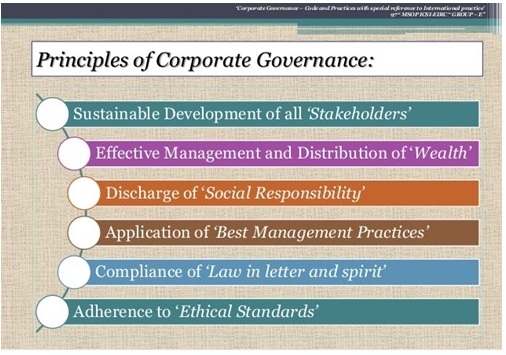 'Corporate Governance – Code and Practices with special reference to International practice'
97th MSOP ICSI-EIRC "GROUP – E"
Principles of Corporate Governance:
Sustainable Development of all 'Stakeholders'
Effective Management and Distribution of 'Wealth'
Discharge of 'Social Responsibility'
Application of 'Best Management Practices'
Compliance of 'Law in letter and spirit'
Adherence to 'Ethical Standards'